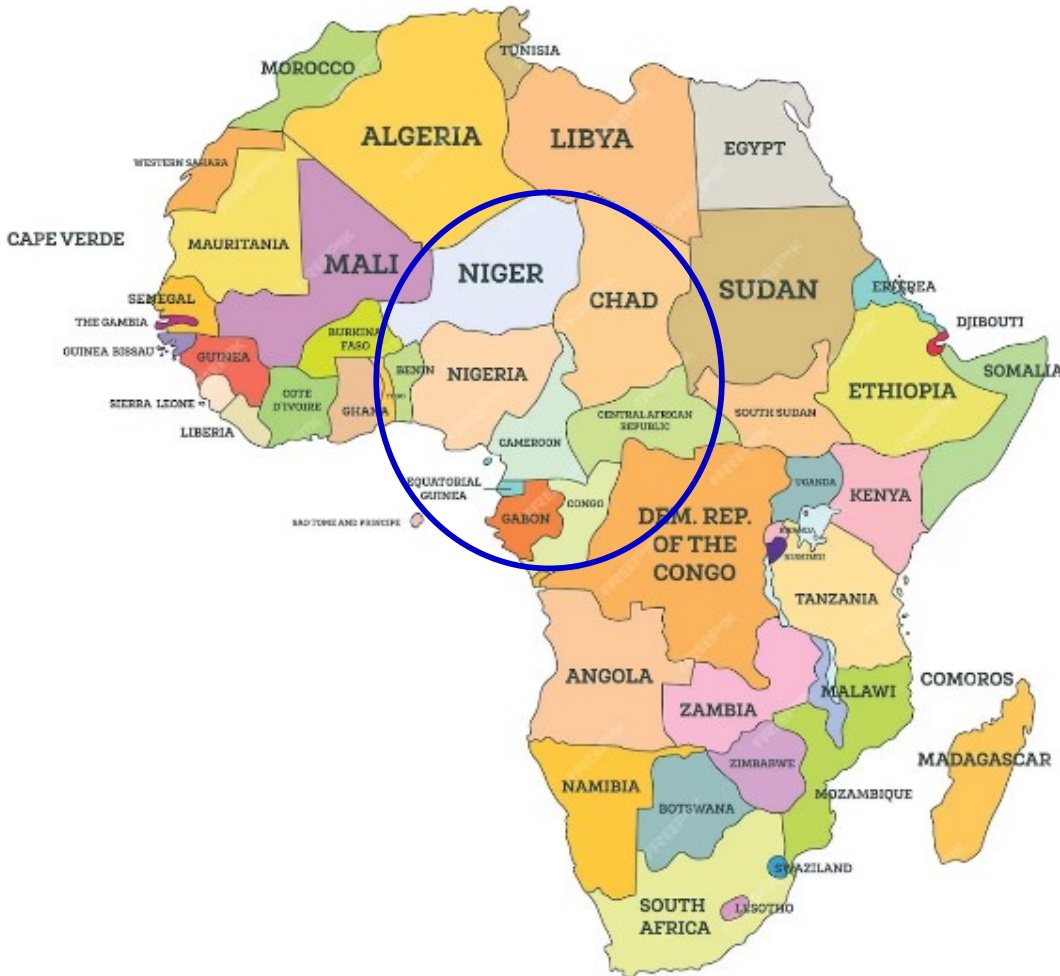 TUNISIA
MOROCCO
ALGERIA
LIBYA
EGYPT
WESTERN SAHARA
CAPE VERDE
MAURITANIA
MALI
NIGER
CHAD
SUDAN
ERITREA
SENEGAL
THE GAMBIA
DJIBOUTI
GUINEA BISSAU
GUINEA
BURKINA
FASO
BENIN
NIGERIA
SOMALIA
ETHIOPIA
SIERRA LEONE
COTE
D'IVOIRE
GHANA
TOGO
LIBERIA
CENTRAL AFRICAN
REPUBLIC
SOUTH SUDAN
CAMEROON
EQUATORIAL
GUINEA
CONGO
UGANDA
KENYA
SAO TOME AND PRINCIPE
GABON
DEM. REP.
OF THE
CONGO
RWANDA
BURUNDI
TANZANIA
ANGOLA
ZAMBIA
MALAWI
COMOROS
MADAGASCAR
NAMIBIA
ZIMBABWE
BOTSWANA
MOZAMBIQUE
SWAZILAND
SOUTH
AFRICA
LESOTHO